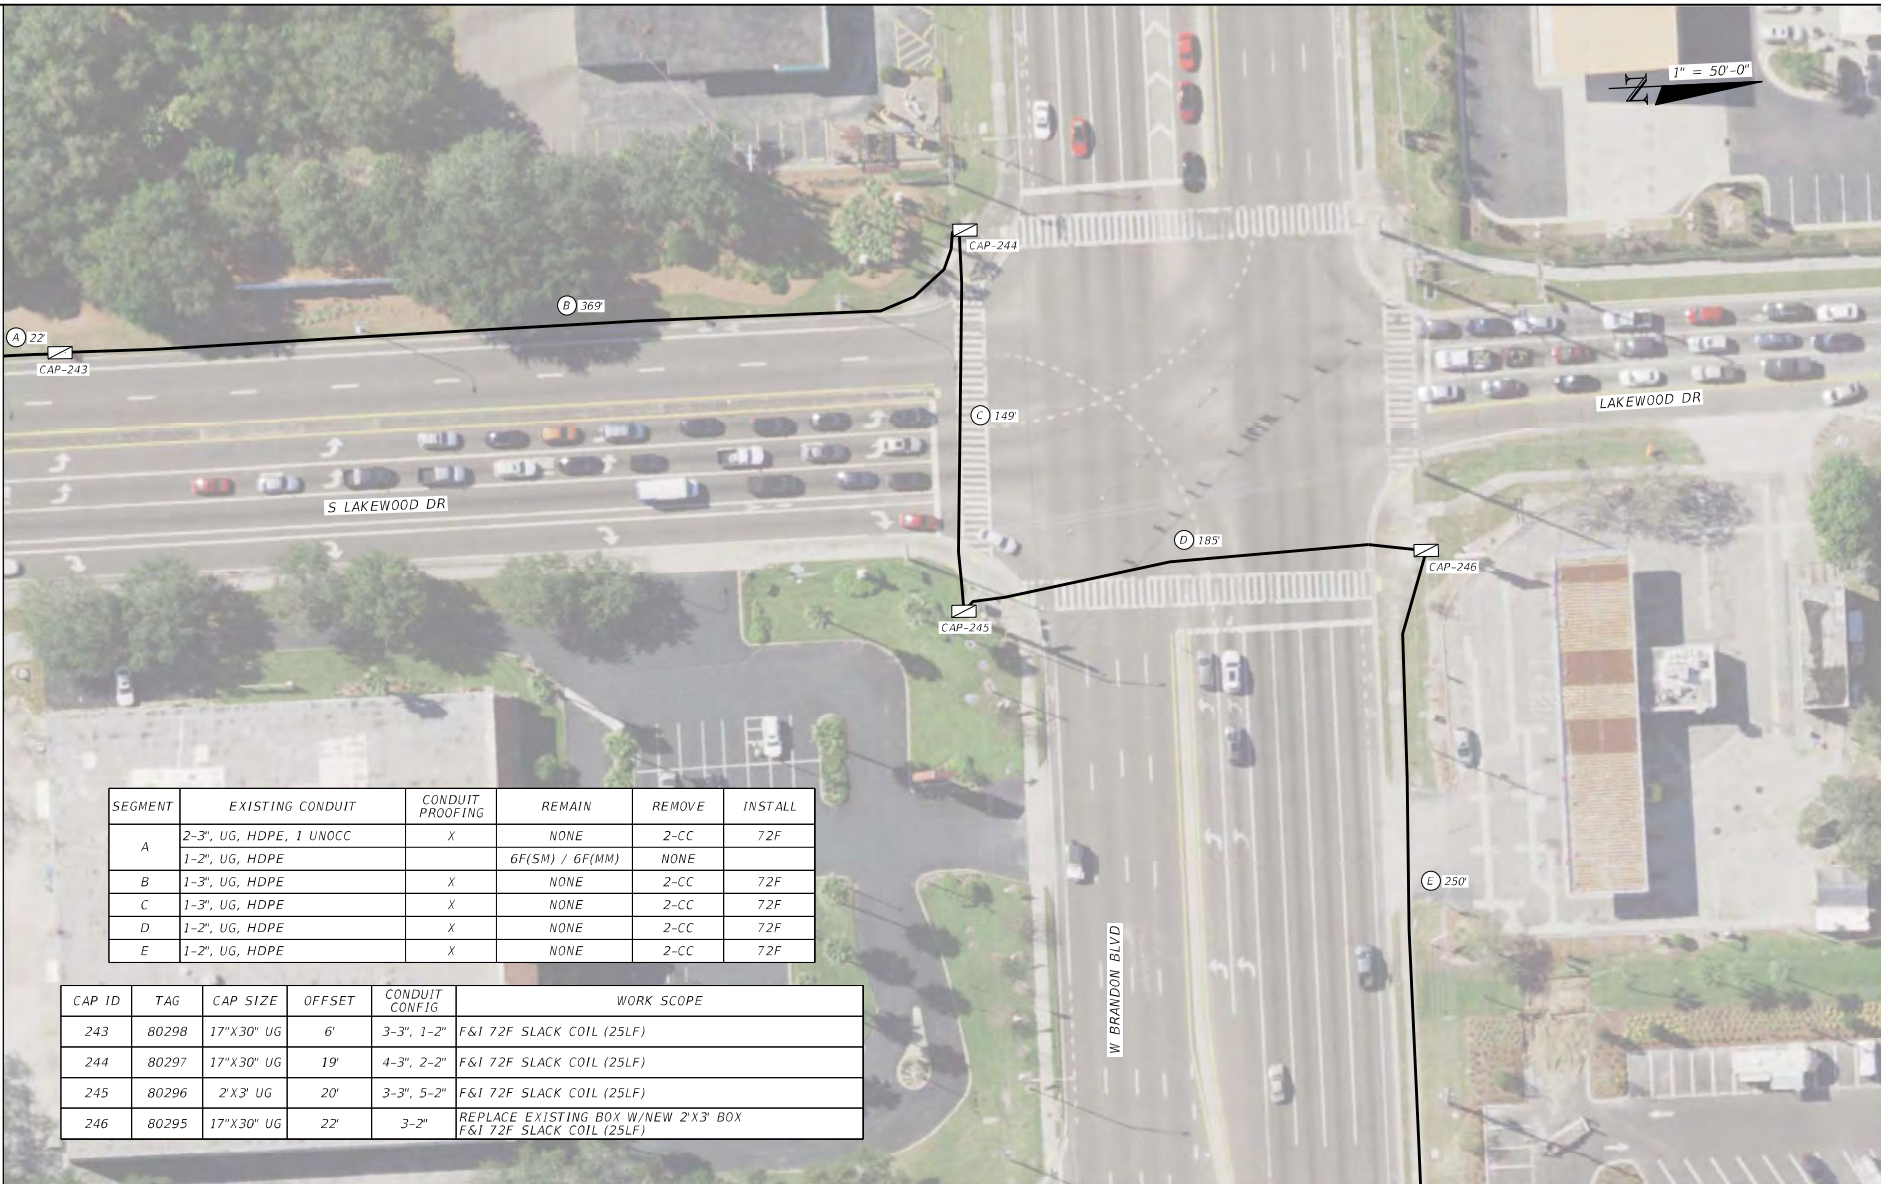 1" = 50'-0"
N
CAP-244
B 369'
A 22'
CAP-243
C 149'
LAKEWOOD DR
S LAKEWOOD DR
D 185'
CAP-246
CAP-245
E 250'
W BRANDON BLVD
SEGMENT EXISTING CONDUIT CONDUIT PROOFING REMAIN REMOVE INSTALL
A 2-3", UG, HDPE, 1 UNOCC X NONE 2-CC 72F
1-2", UG, HDPE 6F(SM) / 6F(MM) NONE
B 1-3", UG, HDPE X NONE 2-CC 72F
C 1-3", UG, HDPE X NONE 2-CC 72F
D 1-2", UG, HDPE X NONE 2-CC 72F
E 1-2", UG, HDPE X NONE 2-CC 72F
CAP ID TAG CAP SIZE OFFSET CONDUIT CONFIG WORK SCOPE
243 80298 17"X30" UG 6' 3-3", 1-2" F&I 72F SLACK COIL (25LF)
244 80297 17"X30" UG 19' 4-3", 2-2" F&I 72F SLACK COIL (25LF)
245 80296 2'X3' UG 20' 3-3", 5-2" F&I 72F SLACK COIL (25LF)
246 80295 17"X30" UG 22' 3-2" REPLACE EXISTING BOX W/NEW 2'X3' BOX
F&I 72F SLACK COIL (25LF)